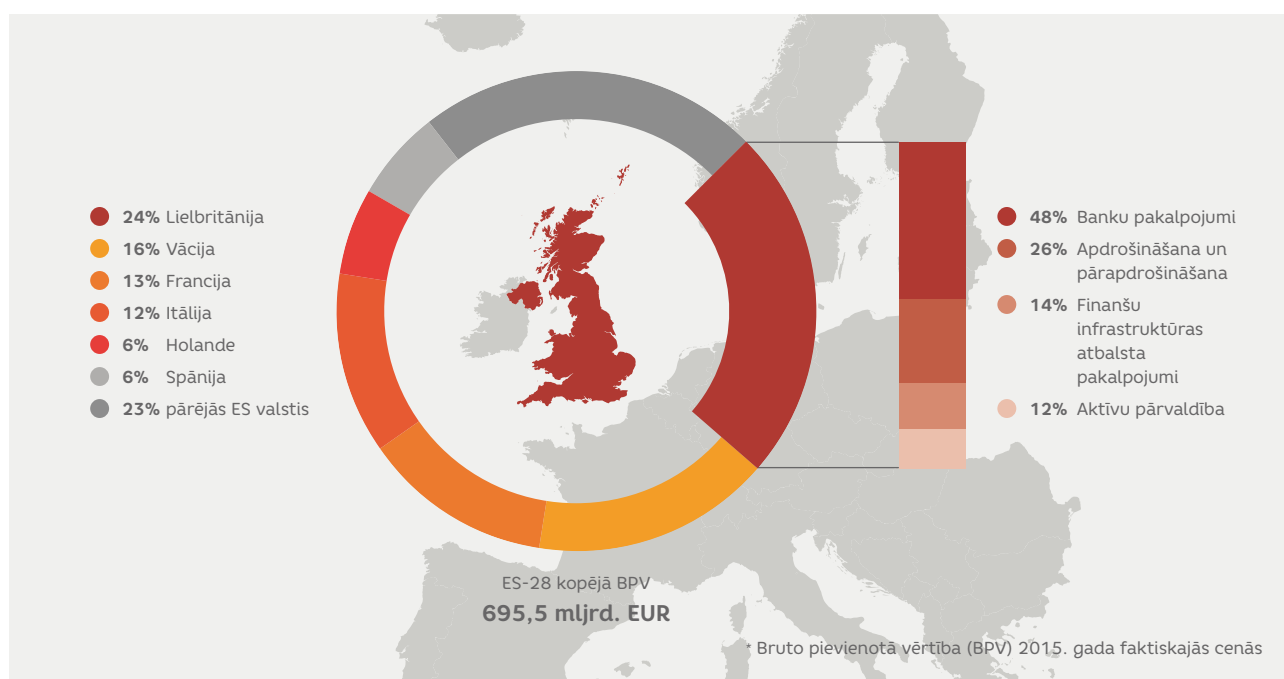 24% Lielbritānija
16% Vācija
13% Francija
12% Itālija
6% Holande
6% Spānija
23% pārējās ES valstis
48% Banku pakalpojumi
26% Apdrošināšana un
pārapdrošināšana
14% Finanšu
infrastruktūras
atbalsta
pakalpojumi
12% Aktīvu pārvaldība
ES-28 kopējā BPV
695,5 mljrd. EUR
* Bruto pievienotā vērtība (BPV) 2015. gada faktiskajās cenās